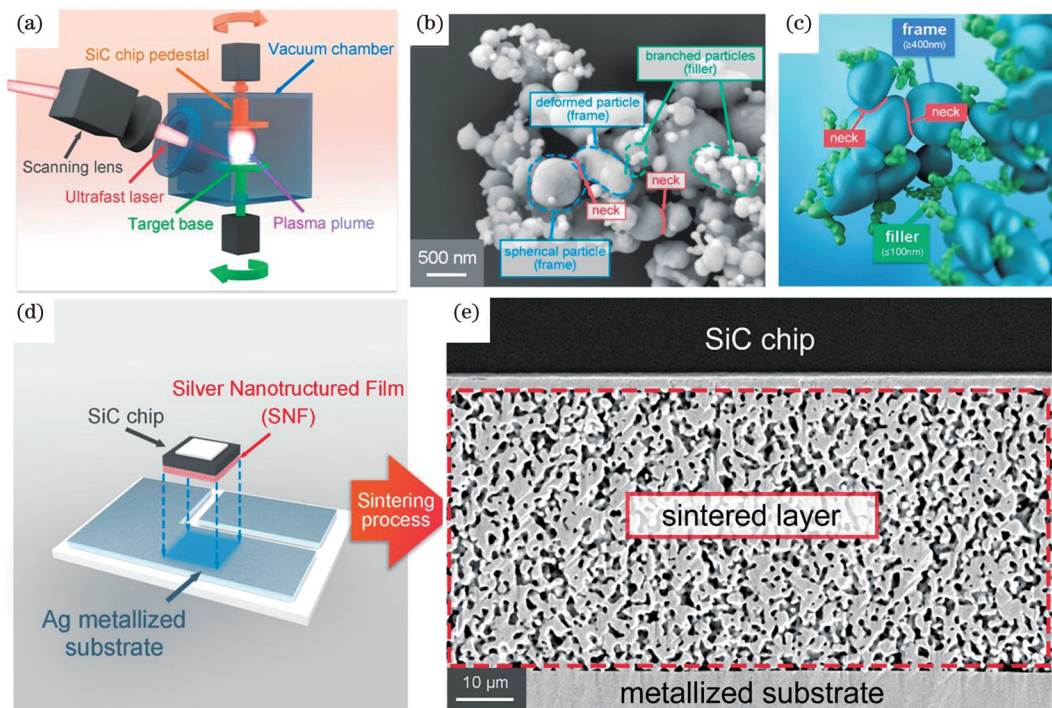 (a)
SiC chip pedestal
Vacuum chamber
Scanning lens
Ultrafast laser
Target base
Plasma plume
(b)
branched particles
(filler)
deformed particle
(frame)
neck
neck
spherical particle
(frame)
500 nm
(c)
frame
(≥400nm)
neck
neck
filler
(≤100nm)
(d)
Silver Nanotructured Film
(SNF)
SiC chip
Ag metallized
substrate
Sintering
process
(e)
SiC chip
sintered layer
10 μm
metallized substrate